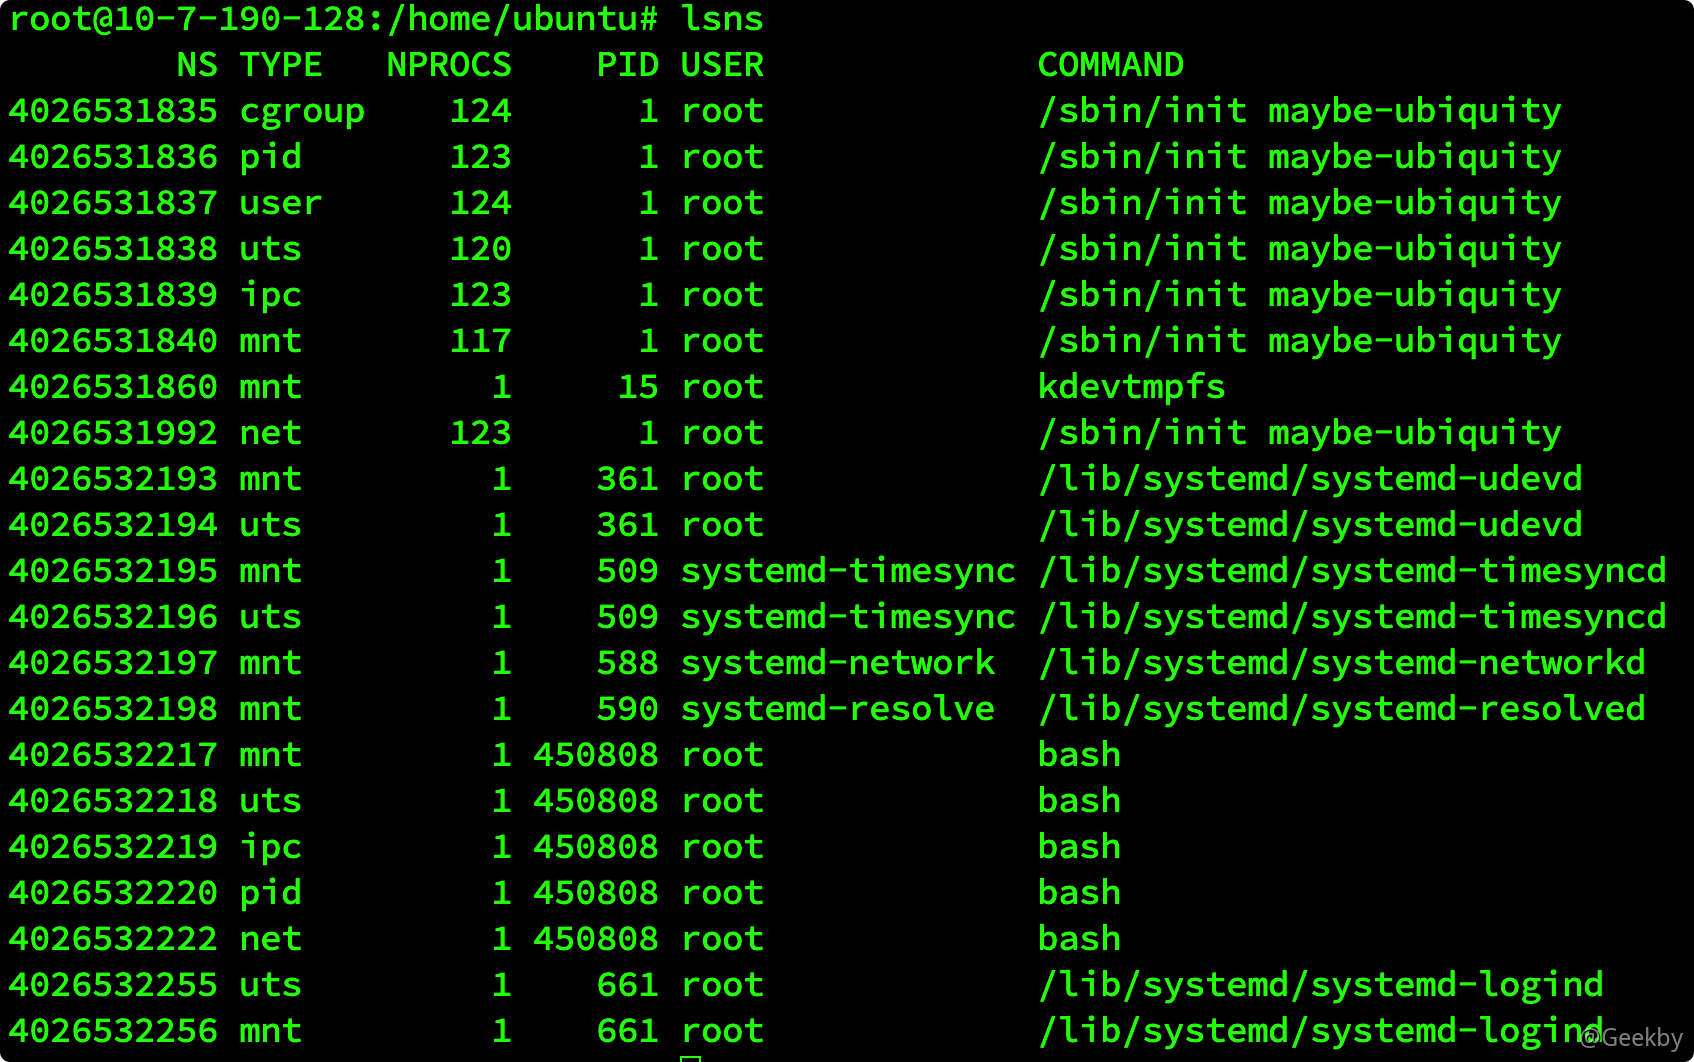 root@10-7-190-128:/home/ubuntu# lsns
        NS TYPE   NPROCS    PID USER             COMMAND
4026531835 cgroup    124      1 root             /sbin/init maybe-ubiquity
4026531836 pid       123      1 root             /sbin/init maybe-ubiquity
4026531837 user      124      1 root             /sbin/init maybe-ubiquity
4026531838 uts       120      1 root             /sbin/init maybe-ubiquity
4026531839 ipc       123      1 root             /sbin/init maybe-ubiquity
4026531840 mnt       117      1 root             /sbin/init maybe-ubiquity
4026531860 mnt         1     15 root             kdevtmpfs
4026531992 net       123      1 root             /sbin/init maybe-ubiquity
4026532193 mnt         1    361 root             /lib/systemd/systemd-udevd
4026532194 uts         1    361 root             /lib/systemd/systemd-udevd
4026532195 mnt         1    509 systemd-timesync /lib/systemd/systemd-timesyncd
4026532196 uts         1    509 systemd-timesync /lib/systemd/systemd-timesyncd
4026532197 mnt         1    588 systemd-network  /lib/systemd/systemd-networkd
4026532198 mnt         1    590 systemd-resolve  /lib/systemd/systemd-resolved
4026532217 mnt         1 450808 root             bash
4026532218 uts         1 450808 root             bash
4026532219 ipc         1 450808 root             bash
4026532220 pid         1 450808 root             bash
4026532222 net         1 450808 root             bash
4026532255 uts         1    661 root             /lib/systemd/systemd-logind
4026532256 mnt         1    661 root             /lib/systemd/systemd-logind
@Geekby